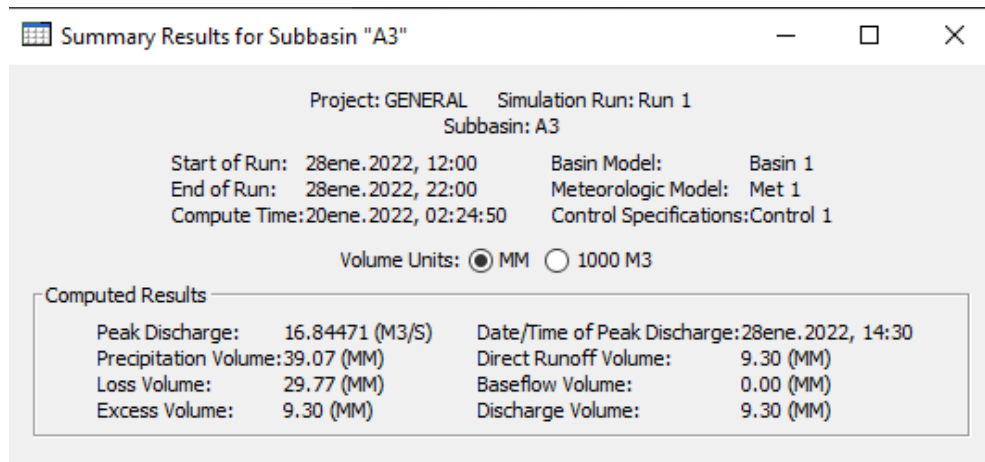 Summary Results for Subbasin "A3"
Project: GENERAL Simulation Run: Run 1
Subbasin: A3
Start of Run: 28ene.2022, 12:00 Basin Model: Basin 1
End of Run: 28ene.2022, 22:00 Meteorologic Model: Met 1
Compute Time:20ene.2022, 02:24:50 Control Specifications:Control 1
Volume Units: MM 1000 M3
Computed Results
Peak Discharge: 16.84471 (M3/S) Date/Time of Peak Discharge:28ene.2022, 14:30
Precipitation Volume:39.07 (MM) Direct Runoff Volume: 9.30 (MM)
Loss Volume: 29.77 (MM) Baseflow Volume: 0.00 (MM)
Excess Volume: 9.30 (MM) Discharge Volume: 9.30 (MM)